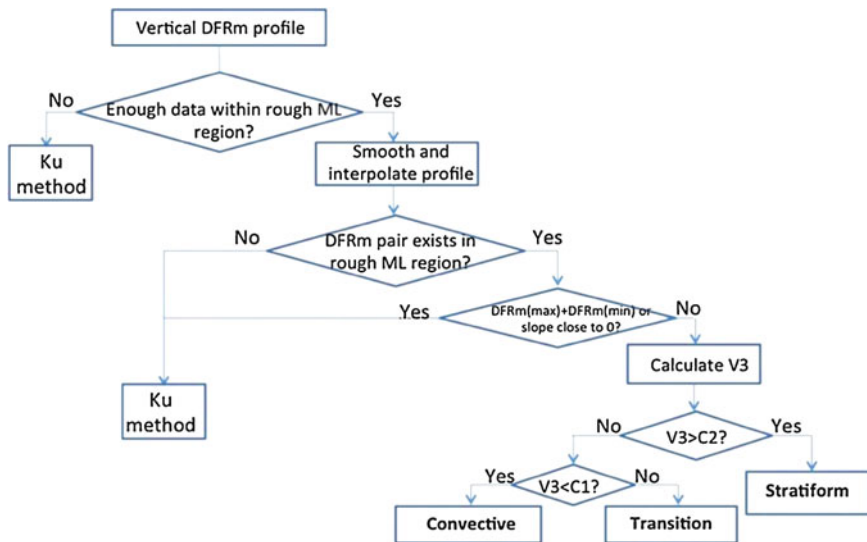 Vertical DFRm profile
No
Yes
Enough data within rough ML
region?
Ku
method
Smooth and
interpolate profile
No
Yes
DFRm pair exists in
rough ML region?
Yes
No
DFRm(max)+DFRm(min) or
slope close to 0?
Calculate V3
Ku
method
No
Yes
V3>C2?
Yes
No
V3<C1?
Stratiform
Convective
Transition